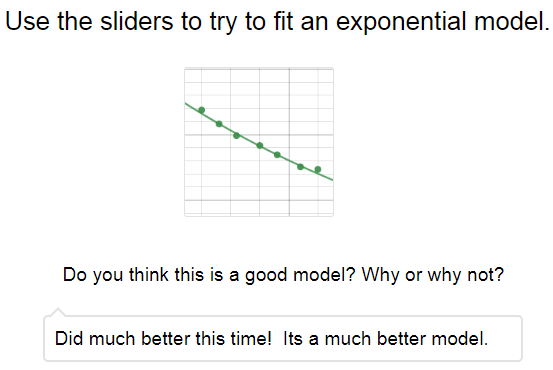 Use the sliders to try to fit an exponential model.
Do you think this is a good model? Why or why not?
Did much better this time!  Its a much better model.